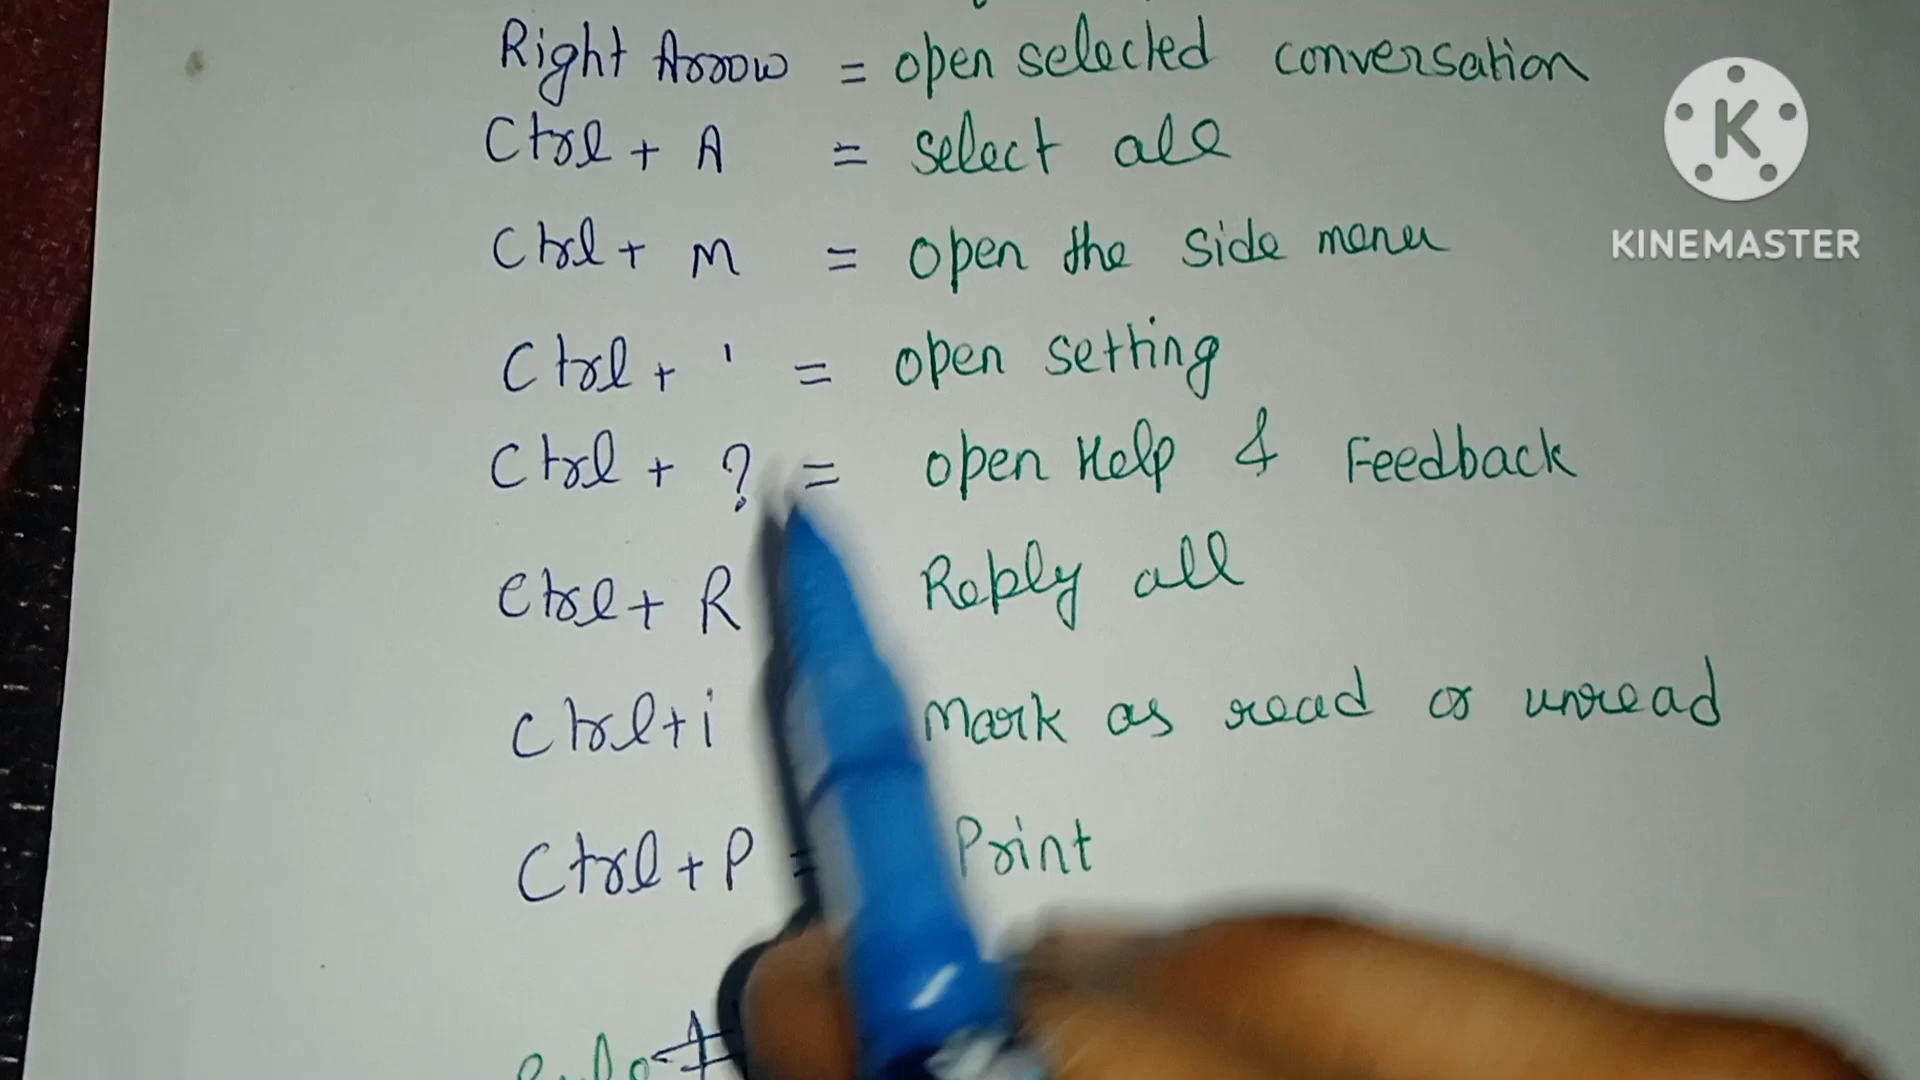 Right Arrow = open selected conversation
Ctrl + A = select all
Ctrl + M = open the side menu
Ctrl + ' = open setting
Ctrl + ? = open Help & Feedback
Ctrl + R Reply all
Ctrl + i Mark as read or unread
Ctrl + P = Print
K
KINEMASTER